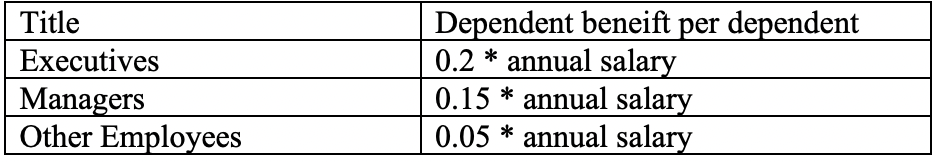 Title Dependent beneift per dependent
Executives 0.2 * annual salary
Managers 0.15 * annual salary
Other Employees 0.05 * annual salary